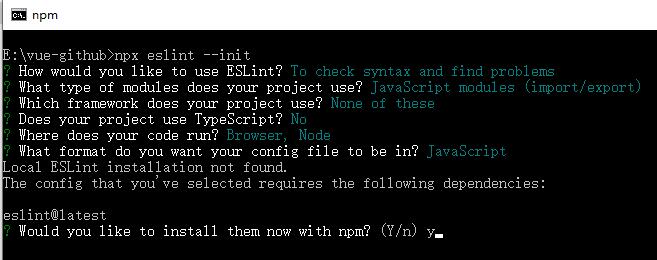 npm
E:\vue-github>npx eslint --init
? How would you like to use ESLint? To check syntax and find problems
? What type of modules does your project use? JavaScript modules (import/export)
? Which framework does your project use? None of these
? Does your project use TypeScript? No
? Where does your code run? Browser, Node
? What format do you want your config file to be in? JavaScript
Local ESLint installation not found.
The config that you've selected requires the following dependencies:
eslint@latest
? Would you like to install them now with npm? (Y/n) y